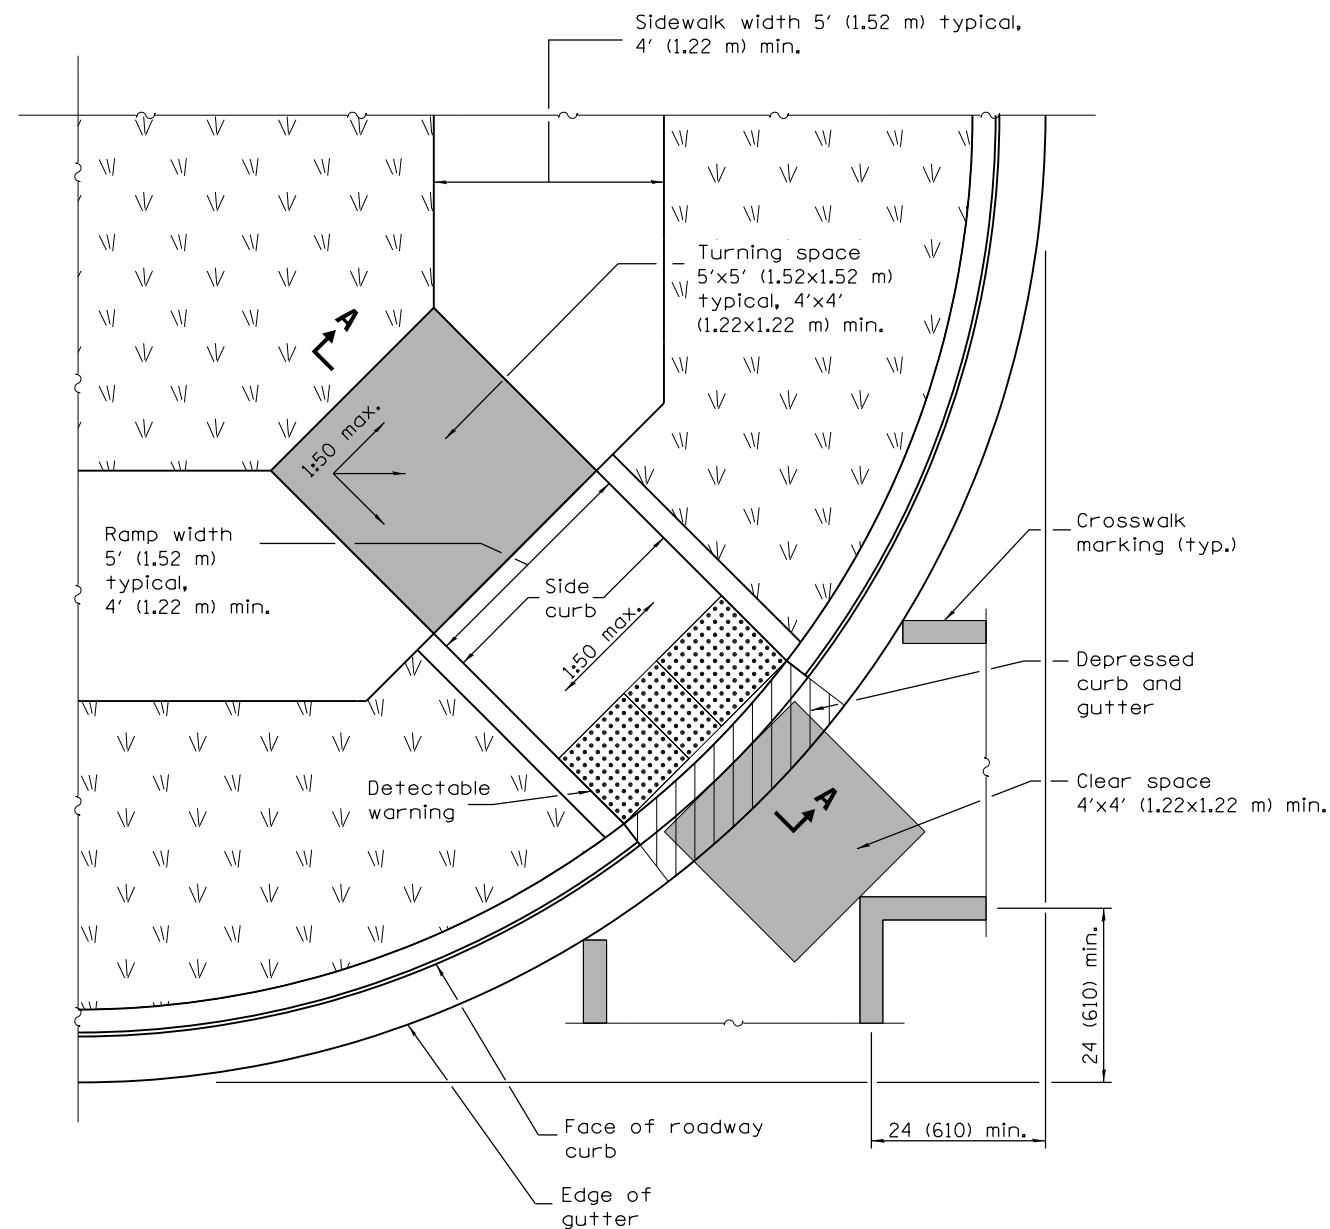 Sidewalk width 5' (1.52 m) typical,
4' (1.22 m) min.
Turning space
5'x5' (1.52x1.52 m)
typical, 4'x4'
(1.22x1.22 m) min.
A
1:50 max.
Ramp width
5' (1.52 m)
typical,
4' (1.22 m) min.
Side
curb
1:50 max.
Crosswalk
marking (typ.)
Depressed
curb and
gutter
Detectable
warning
Clear space
4'x4' (1.22x1.22 m) min.
A
24 (610) min.
24 (610) min.
Face of roadway
curb
Edge of
gutter